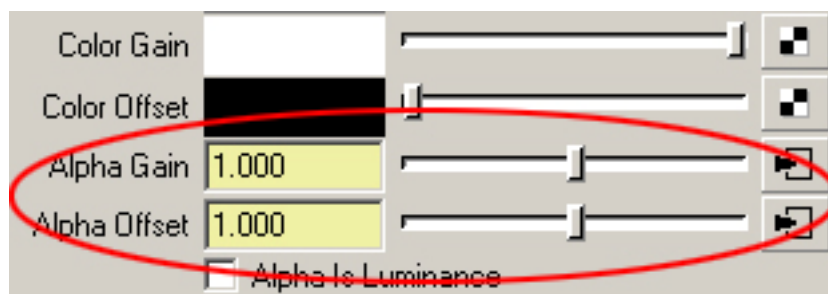 Color Gain
Color Offset
Alpha Gain 1.000
Alpha Offset 1.000
Alpha Is Luminance